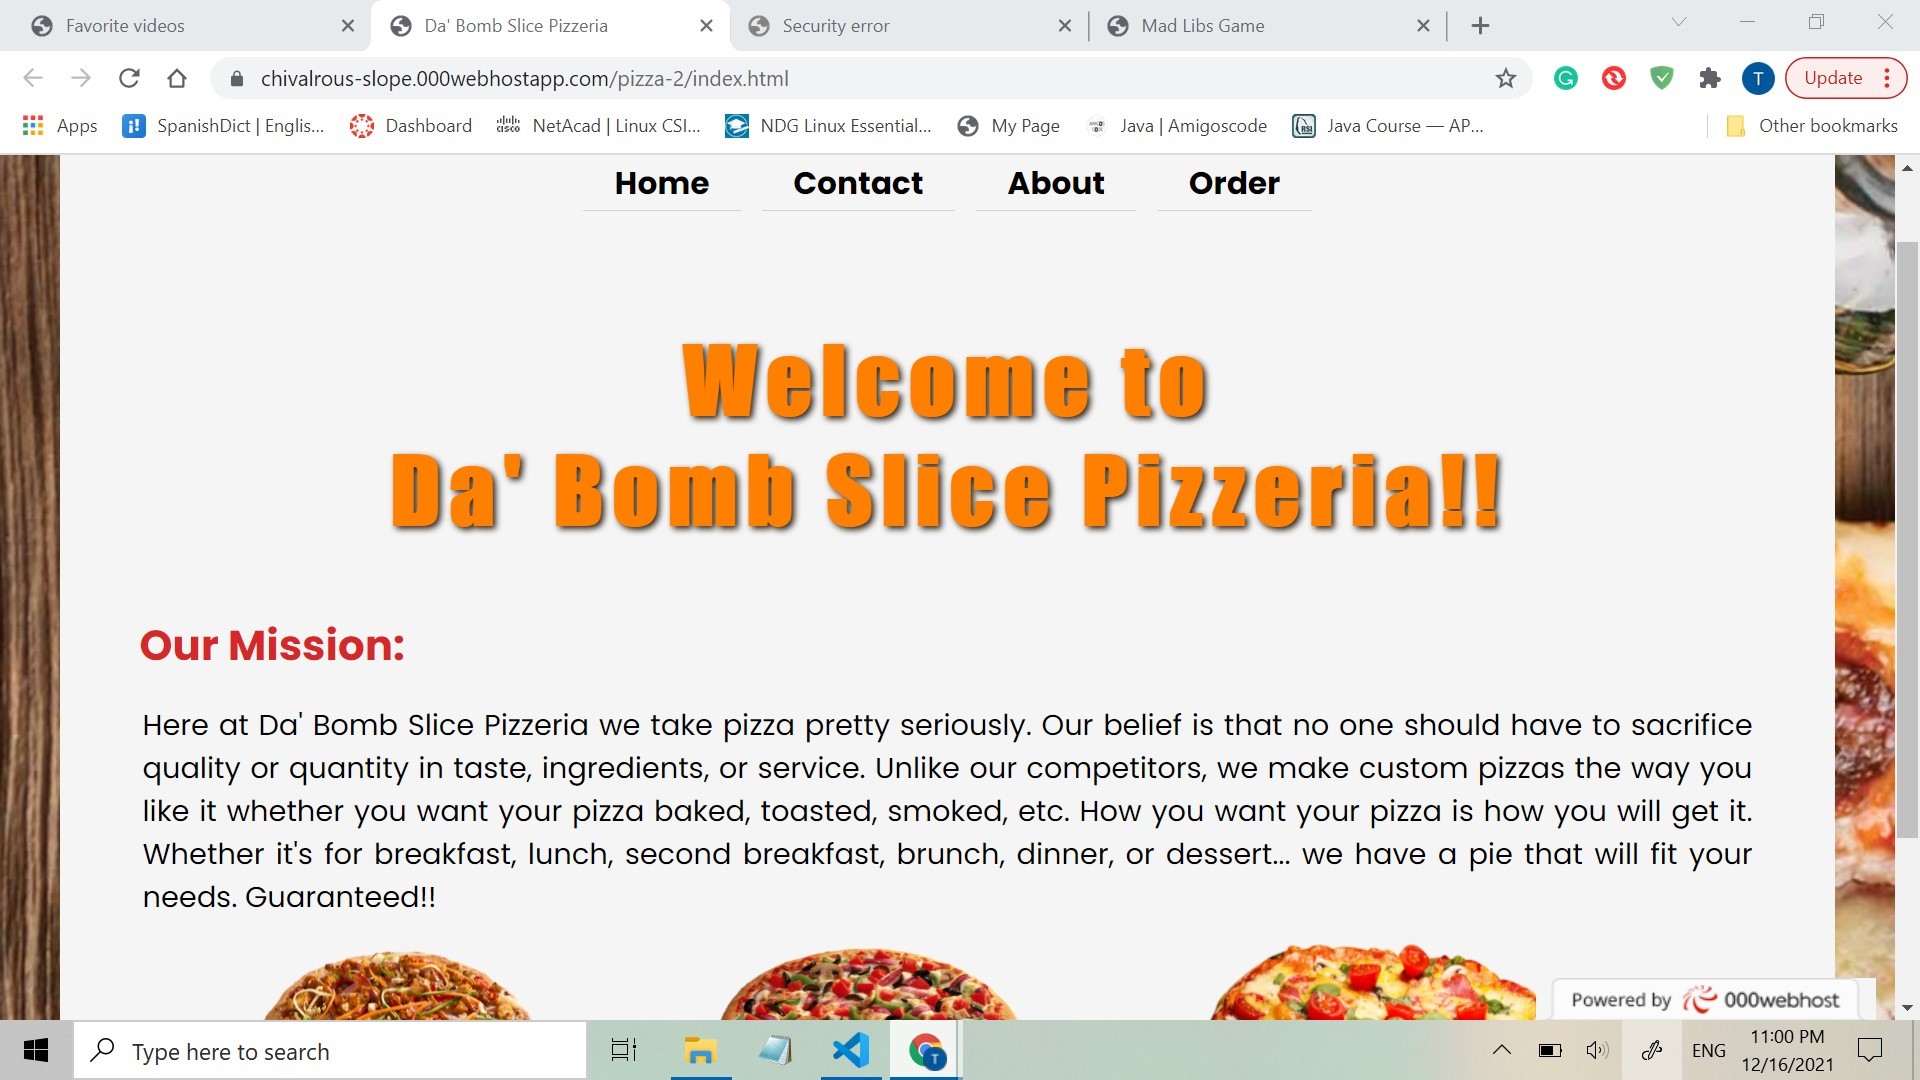 Favorite videos
Da' Bomb Slice Pizzeria
Security error
Mad Libs Game
chivalrous-slope.000webhostapp.com/pizza-2/index.html
T
Update
Apps
SpanishDict | Englis...
Dashboard
NetAcad | Linux CSI...
NDG Linux Essential...
My Page
Java | Amigoscode
Java Course — AP...
Other bookmarks
Home
Contact
About
Order
Welcome to
Da' Bomb Slice Pizzeria!!
Our Mission:
Here at Da' Bomb Slice Pizzeria we take pizza pretty seriously. Our belief is that no one should have to sacrifice
quality or quantity in taste, ingredients, or service. Unlike our competitors, we make custom pizzas the way you
like it whether you want your pizza baked, toasted, smoked, etc. How you want your pizza is how you will get it.
Whether it's for breakfast, lunch, second breakfast, brunch, dinner, or dessert... we have a pie that will fit your
needs. Guaranteed!!
Powered by 000webhost
Type here to search
T
ENG
11:00 PM
12/16/2021